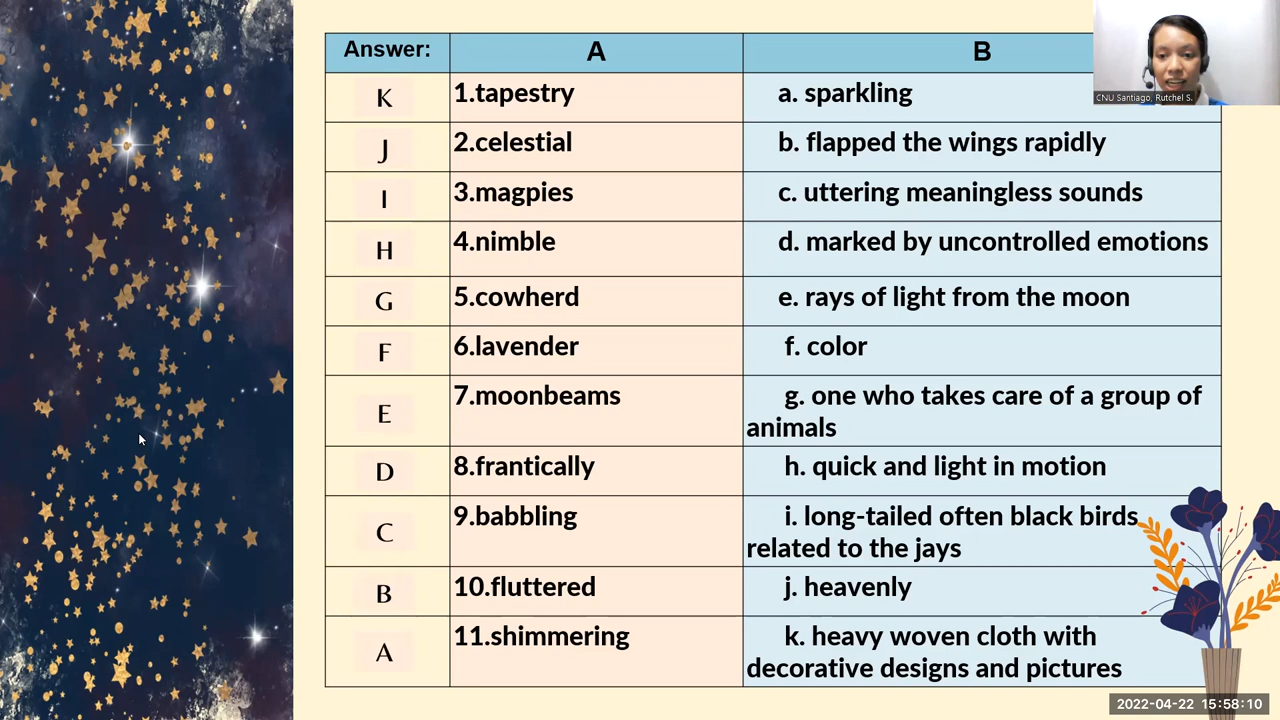 Answer: A B
K 1.tapestry a. sparkling
J 2.celestial b. flapped the wings rapidly
I 3.magpies c. uttering meaningless sounds
H 4.nimble d. marked by uncontrolled emotions
G 5.cowherd e. rays of light from the moon
F 6.lavender f. color
E 7.moonbeams g. one who takes care of a group of
animals
D 8.frantically h. quick and light in motion
C 9.babbling i. long-tailed often black birds
related to the jays
B 10.fluttered j. heavenly
A 11.shimmering k. heavy woven cloth with
decorative designs and pictures
CNU Santiago, Rutchel S.
2022-04-22 15:58:10